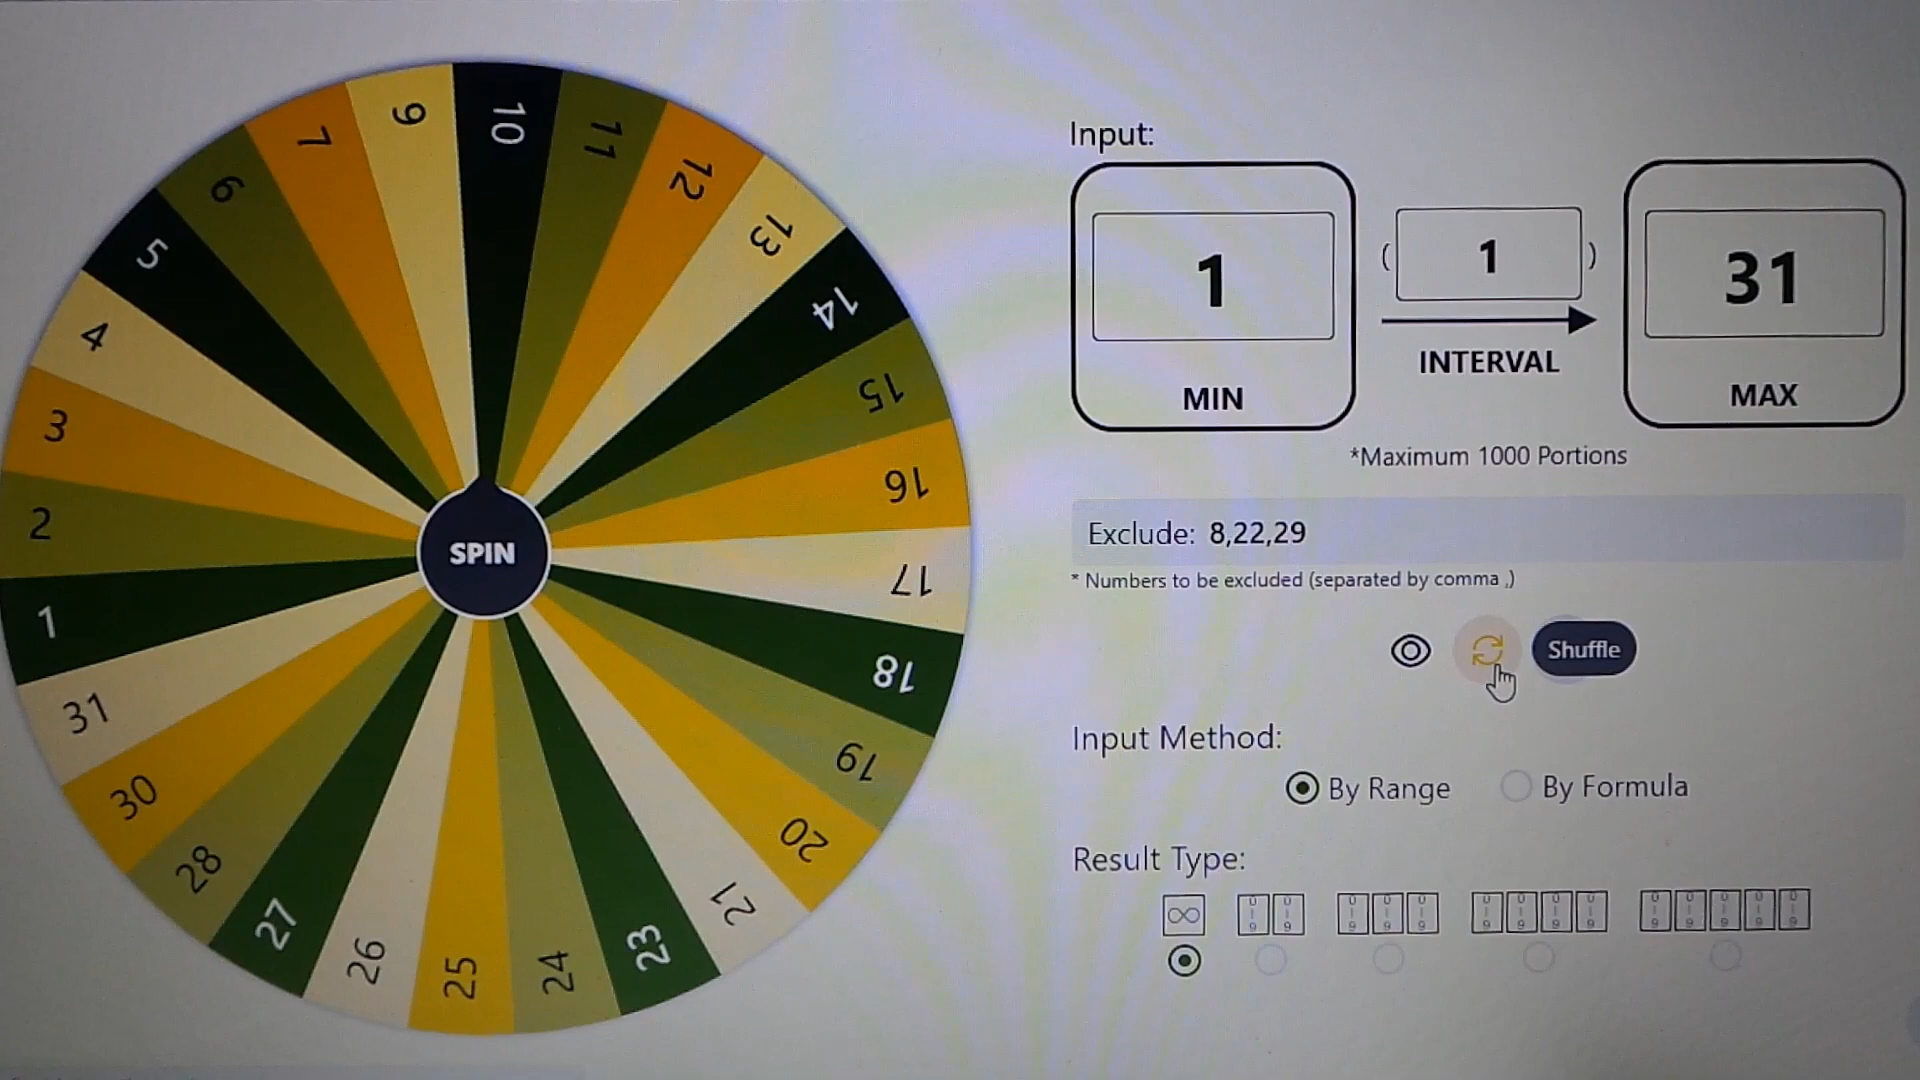 10
11
12
13
14
15
16
17
18
19
20
21
23
24
25
26
27
28
30
31
1
2
3
4
5
6
7
9
SPIN
Input:
1
MIN
( 1 )
INTERVAL
31
MAX
*Maximum 1000 Portions
Exclude: 8,22,29
* Numbers to be excluded (separated by comma ,)
Shuffle
Input Method:
By Range By Formula
Result Type: